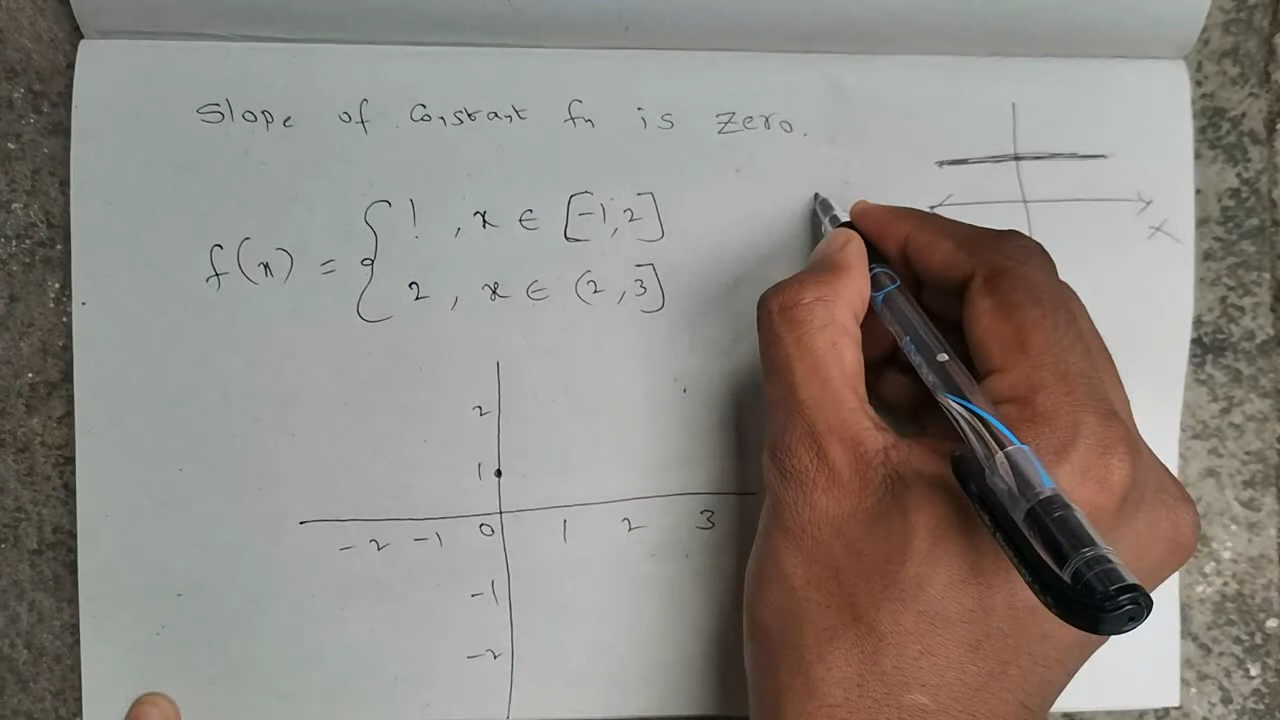 Slope of Constant fn is Zero.
X
f(x) = { 1 , x ∈ [-1,2]
2 , x ∈ (2,3]
2
1
-2 -1 0 1 2 3
-1
-2